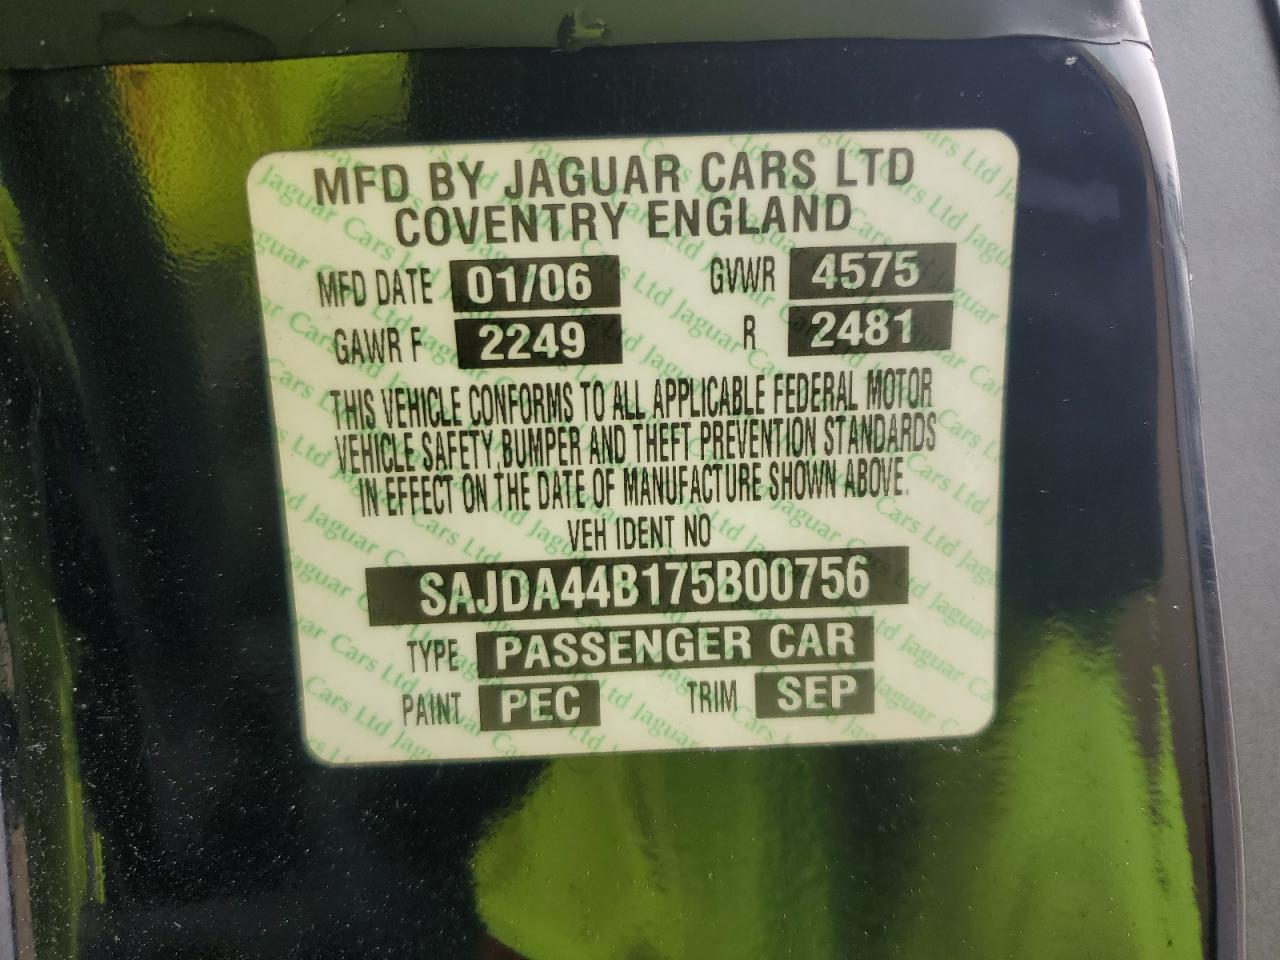 MFD BY JAGUAR CARS LTD
COVENTRY ENGLAND
MFD DATE 01/06 GVWR 4575
GAWR F 2249 R 2481
THIS VEHICLE CONFORMS TO ALL APPLICABLE FEDERAL MOTOR
VEHICLE SAFETY, BUMPER AND THEFT PREVENTION STANDARDS
IN EFFECT ON THE DATE OF MANUFACTURE SHOWN ABOVE.
VEH IDENT NO
SAJDA44B175B00756
TYPE PASSENGER CAR
PAINT PEC TRIM SEP